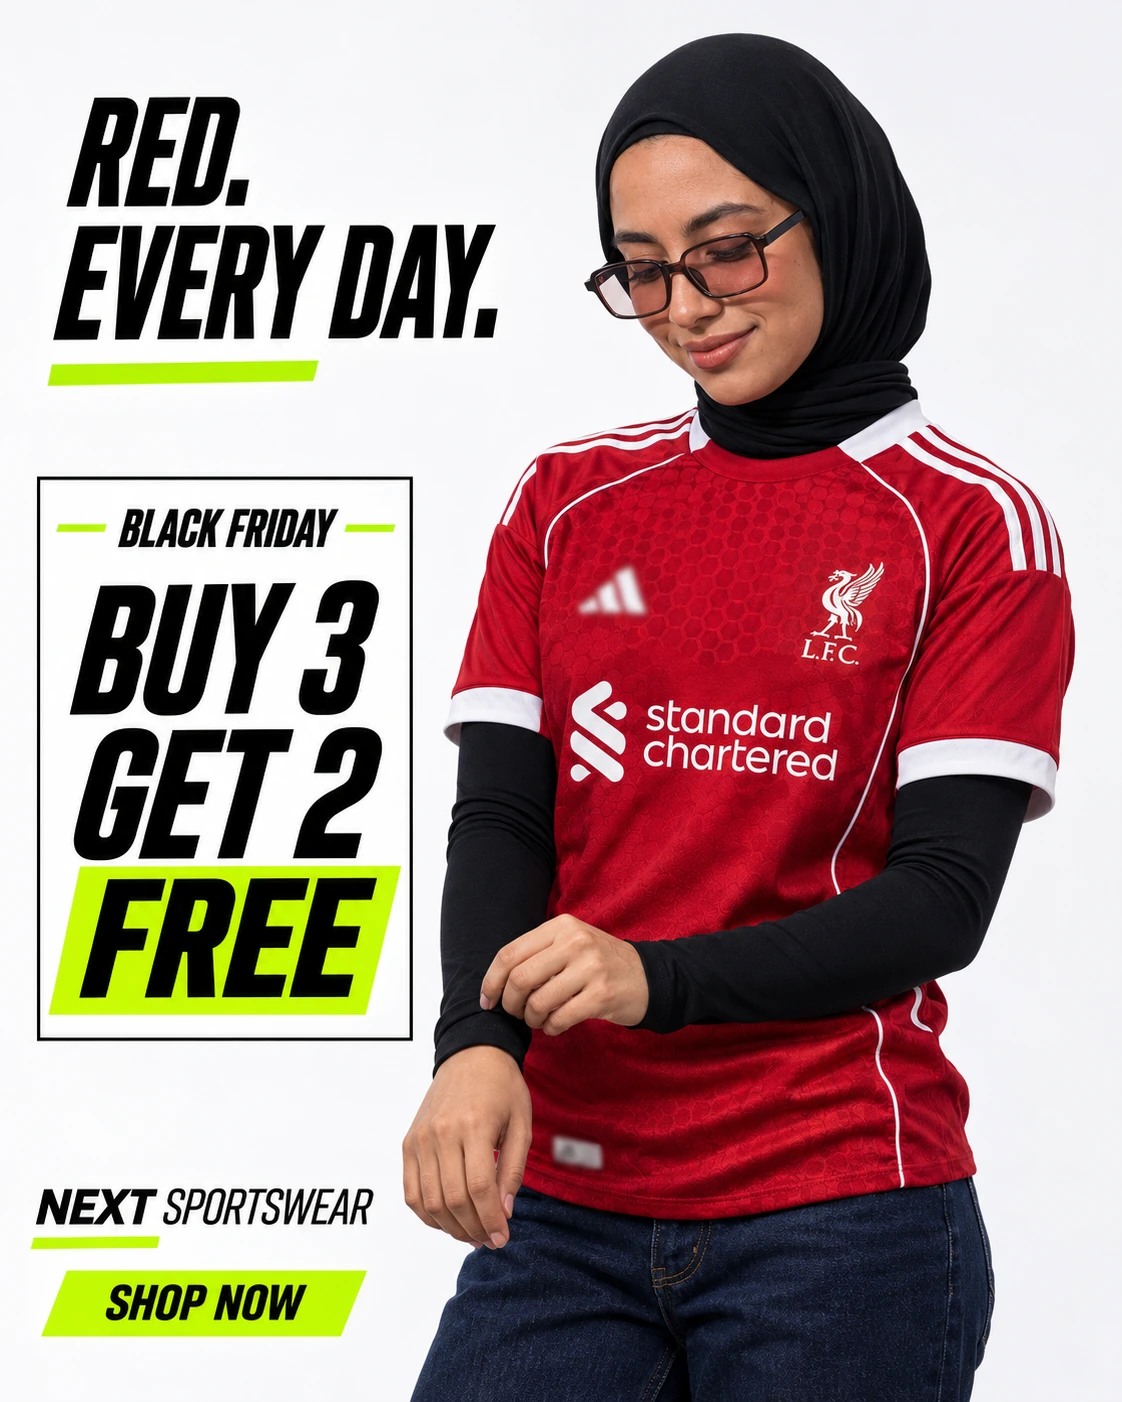 RED.
EVERY DAY.
BLACK FRIDAY
BUY 3
GET 2
FREE
NEXT SPORTSWEAR
SHOP NOW
L.F.C.
standard
chartered